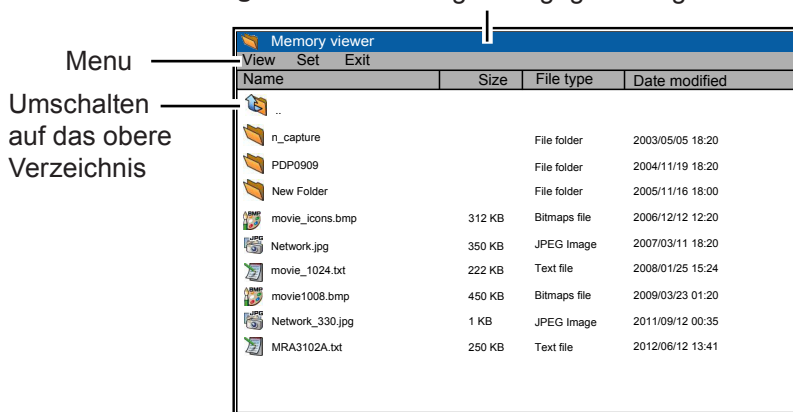 Memory viewer
Menu
View Set Exit
Name Size File type Date modified
Umschalten
auf das obere
Verzeichnis
..
n_capture File folder 2003/05/05 18:20
PDP0909 File folder 2004/11/19 18:20
New Folder File folder 2005/11/16 18:00
BMP movie_icons.bmp 312 KB Bitmaps file 2006/12/12 12:20
JPG Network.jpg 350 KB JPEG Image 2007/03/11 18:20
movie_1024.txt 222 KB Text file 2008/01/25 15:24
BMP movie1008.bmp 450 KB Bitmaps file 2009/03/23 01:20
JPG Network_330.jpg 1 KB JPEG Image 2011/09/12 00:35
MRA3102A.txt 250 KB Text file 2012/06/12 13:41